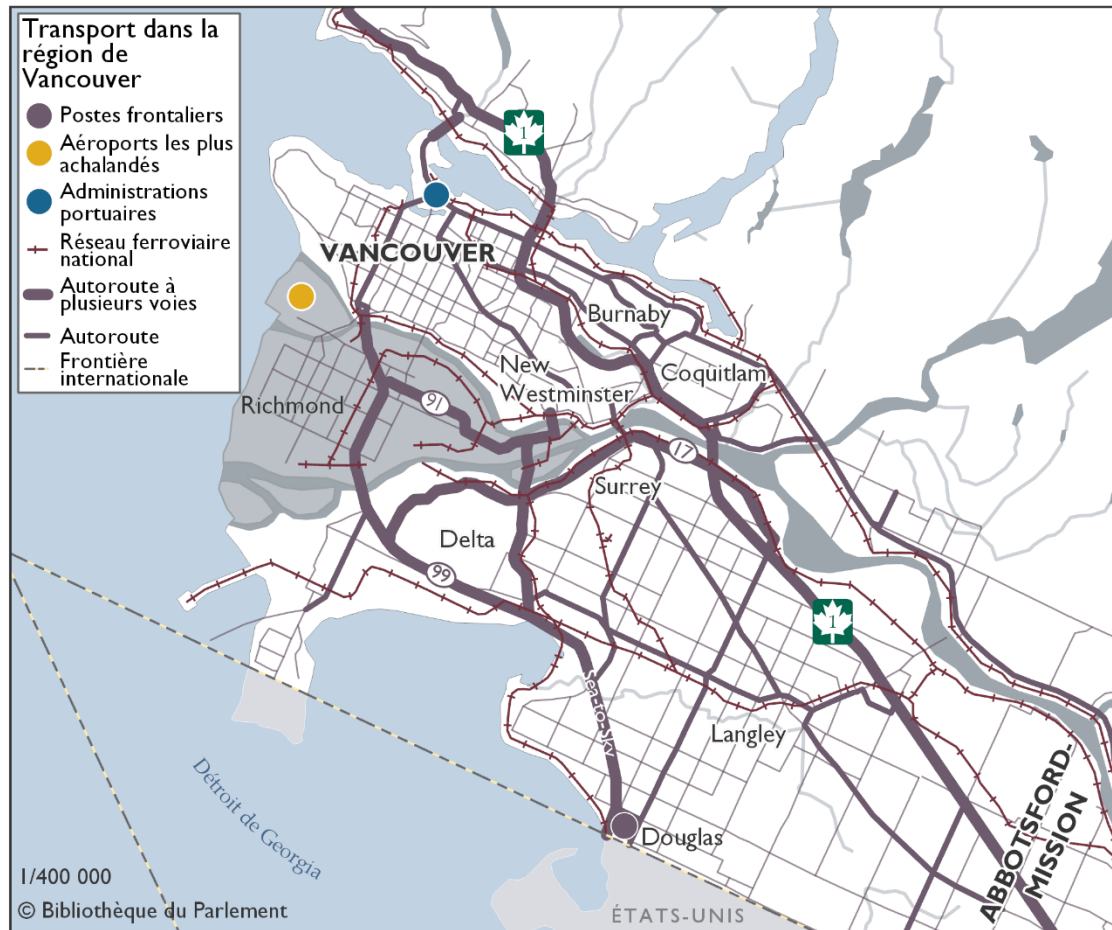 Transport dans la
région de
Vancouver
Postes frontaliers
Aéroports les plus
achalandés
Administrations
portuaires
Réseau ferroviaire
national
Autoroute à
plusieurs voies
Autoroute
Frontière
internationale
1
VANCOUVER
Burnaby
New
Westminster
Coquitlam
Richmond
91
17
Surrey
Delta
99
1
Sea-to-Sky
Langley
Détroit de Georgia
Douglas
ABBOTSFORD-
MISSION
ÉTATS-UNIS
1/400 000
© Bibliothèque du Parlement